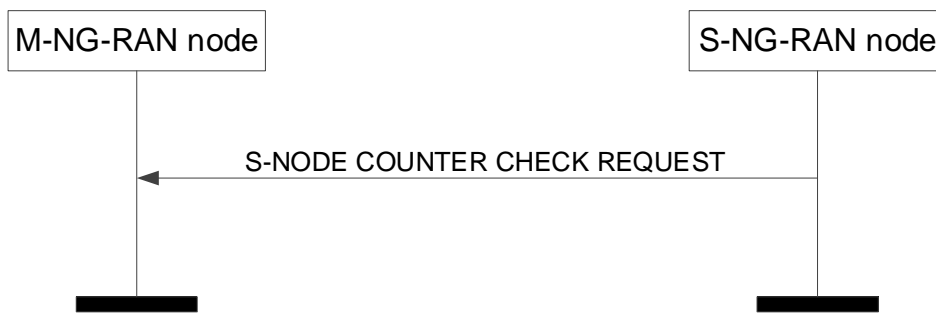 M-NG-RAN node
S-NG-RAN node
S-NODE COUNTER CHECK REQUEST